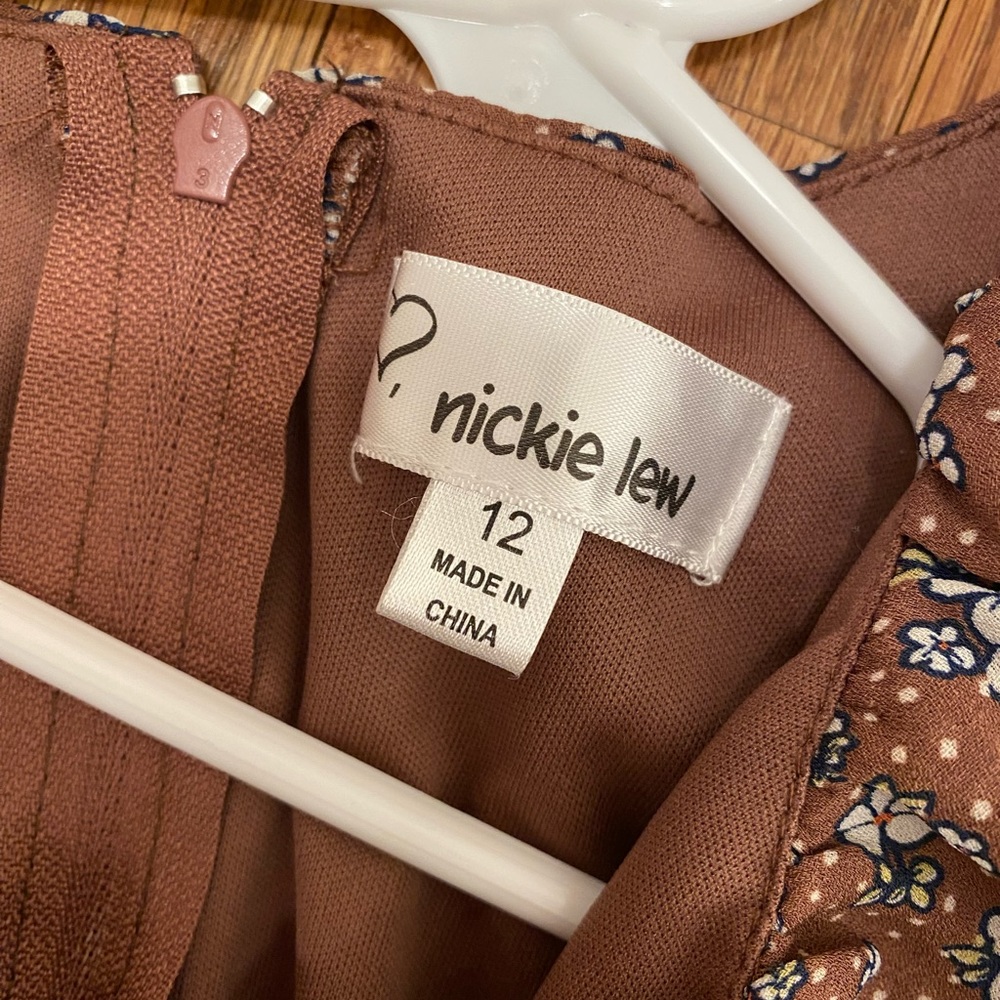 ♡, nickie lew
12
MADE IN
CHINA